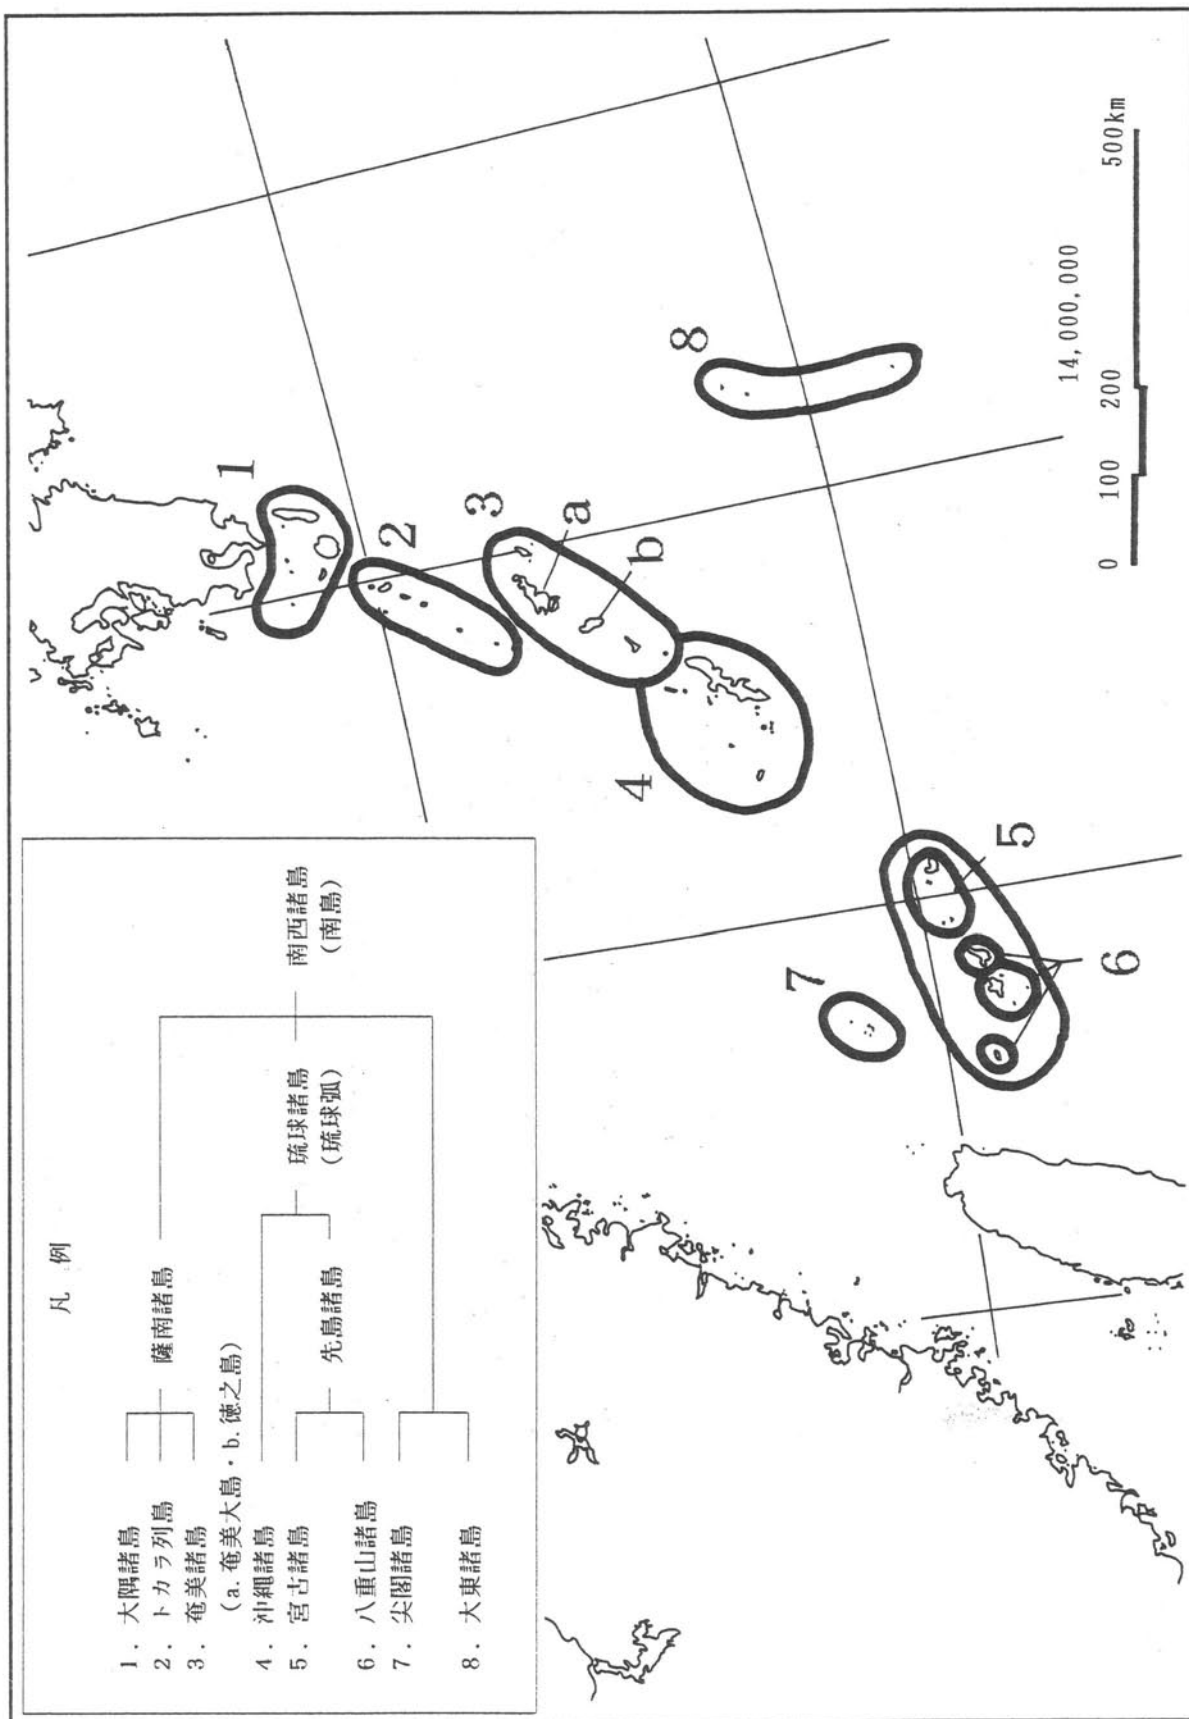 凡 例
1. 大隅諸島
2. トカラ列島
3. 奄美諸島
(a. 奄美大島・b. 徳之島)
4. 沖縄諸島
5. 宮古諸島
6. 八重山諸島
7. 尖閣諸島
8. 大東諸島
薩南諸島
先島諸島
琉球諸島
(琉球弧)
南西諸島
(南島)
1
2
3
a
b
4
5
6
7
8
14,000,000
0 100 200 500km